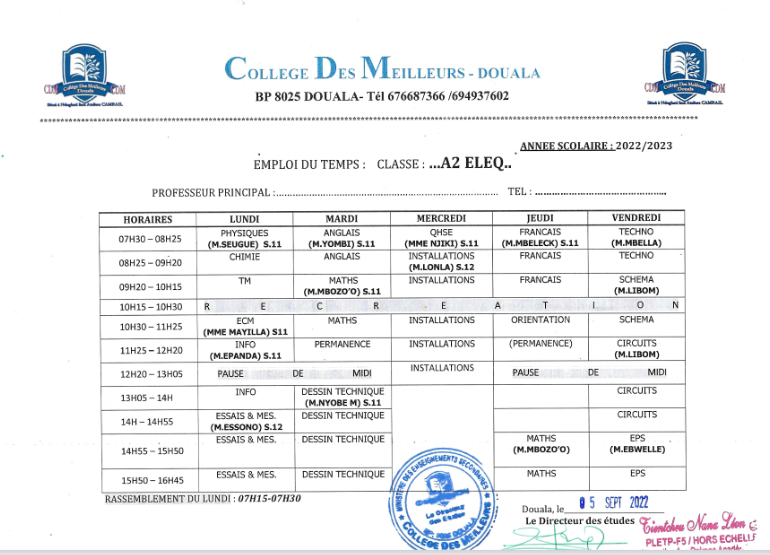 COLLEGE DES MEILLEURS - DOUALA
BP 8025 DOUALA- Tél 676687366 /694937602
CDM College Des Meilleurs Douala CDM
ANNEE SCOLAIRE : 2022/2023
EMPLOI DU TEMPS : CLASSE : ...A2 ELEQ..
PROFESSEUR PRINCIPAL :.......... TEL : ..........
HORAIRES LUNDI MARDI MERCREDI JEUDI VENDREDI
07H30 – 08H25 PHYSIQUES (M.SEUGUE) S.11 ANGLAIS (M.YOMBI) S.11 QHSE (MME NJIKI) S.11 FRANCAIS (M.MBELECK) S.11 TECHNO (M.MBELLA)
08H25 – 09H20 CHIMIE ANGLAIS INSTALLATIONS (M.LONLA) S.12 FRANCAIS TECHNO
09H20 – 10H15 TM MATHS (M.MBOZO'O) S.11 INSTALLATIONS FRANCAIS SCHEMA (M.LIBOM)
10H15 – 10H30 R E C R E A T I O N
10H30 – 11H25 ECM (MME MAYILLA) S11 MATHS INSTALLATIONS ORIENTATION SCHEMA
11H25 – 12H20 INFO (M.EPANDA) S.11 PERMANENCE INSTALLATIONS (PERMANENCE) CIRCUITS (M.LIBOM)
12H20 – 13H05 PAUSE DE MIDI INSTALLATIONS PAUSE DE MIDI
13H05 – 14H INFO DESSIN TECHNIQUE (M.NYOBE M) S.11 CIRCUITS
14H – 14H55 ESSAIS & MES. (M.ESSONO) S.12 DESSIN TECHNIQUE CIRCUITS
14H55 – 15H50 ESSAIS & MES. DESSIN TECHNIQUE MATHS (M.MBOZO'O) EPS (M.EBWELLE)
15H50 – 16H45 ESSAIS & MES. DESSIN TECHNIQUE MATHS EPS
RASSEMBLEMENT DU LUNDI : 07H15-07H30
MINISTERE DES ENSEIGNEMENTS SECONDAIRES
COLLEGE DES MEILLEURS
Douala, le 05 SEPT 2022
Le Directeur des études
PLETP-F5 / HORS ECHELL